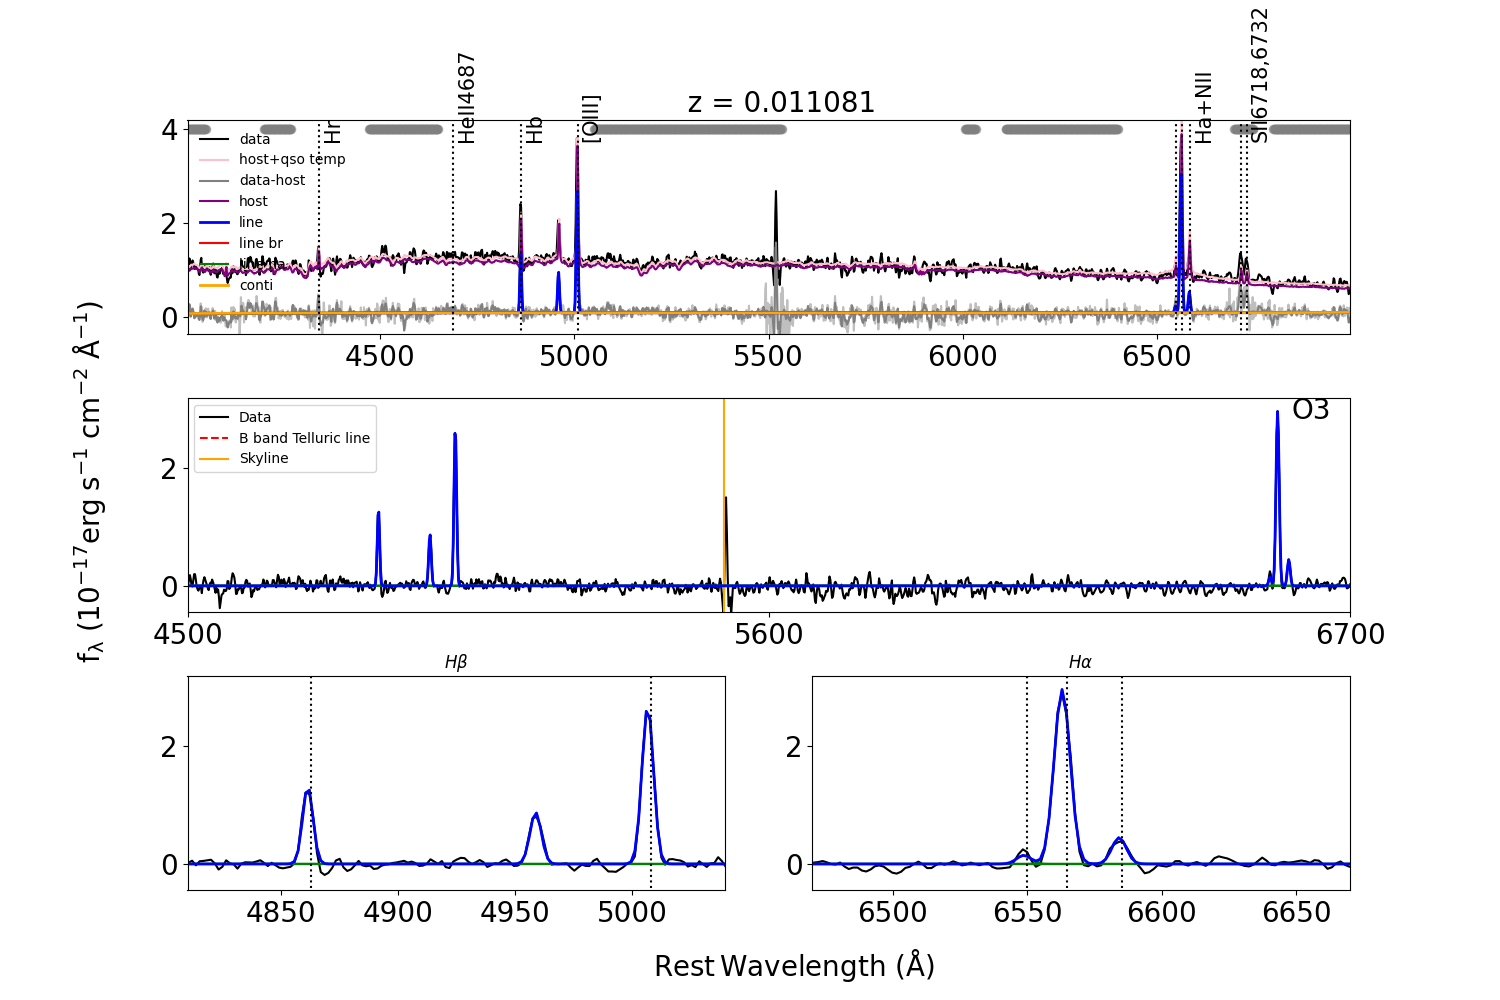 z = 0.011081
Hr
HeII4687
Hb
[OIII]
Ha+NII
SII6718,6732
4
2
0
data
host+qso temp
data-host
host
line
line br
conti
4500
5000
5500
6000
6500
O3
2
0
Data
B band Telluric line
Skyline
4500
5600
6700
fλ (10⁻¹⁷erg s⁻¹ cm⁻² Å⁻¹)
Hβ
2
0
4850
4900
4950
5000
Hα
2
0
6500
6550
6600
6650
Rest Wavelength (Å)